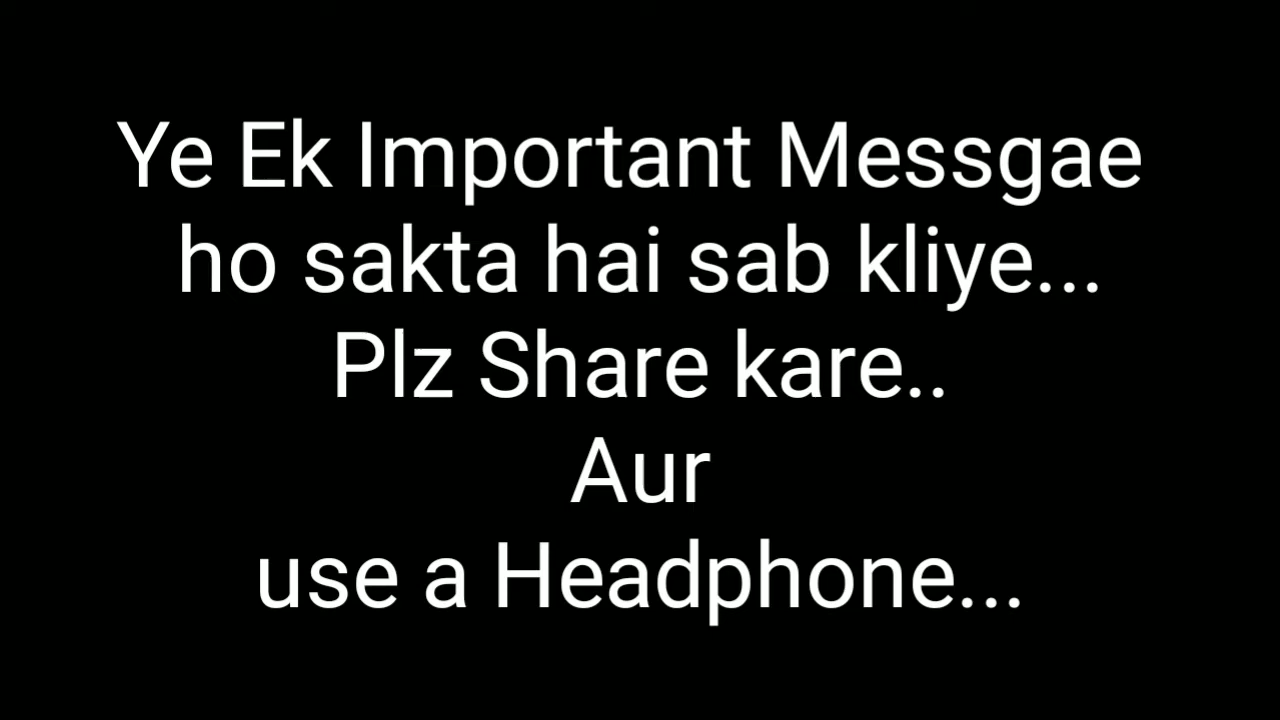 Ye Ek Important Messgae
ho sakta hai sab kliye...
Plz Share kare..
Aur
use a Headphone...